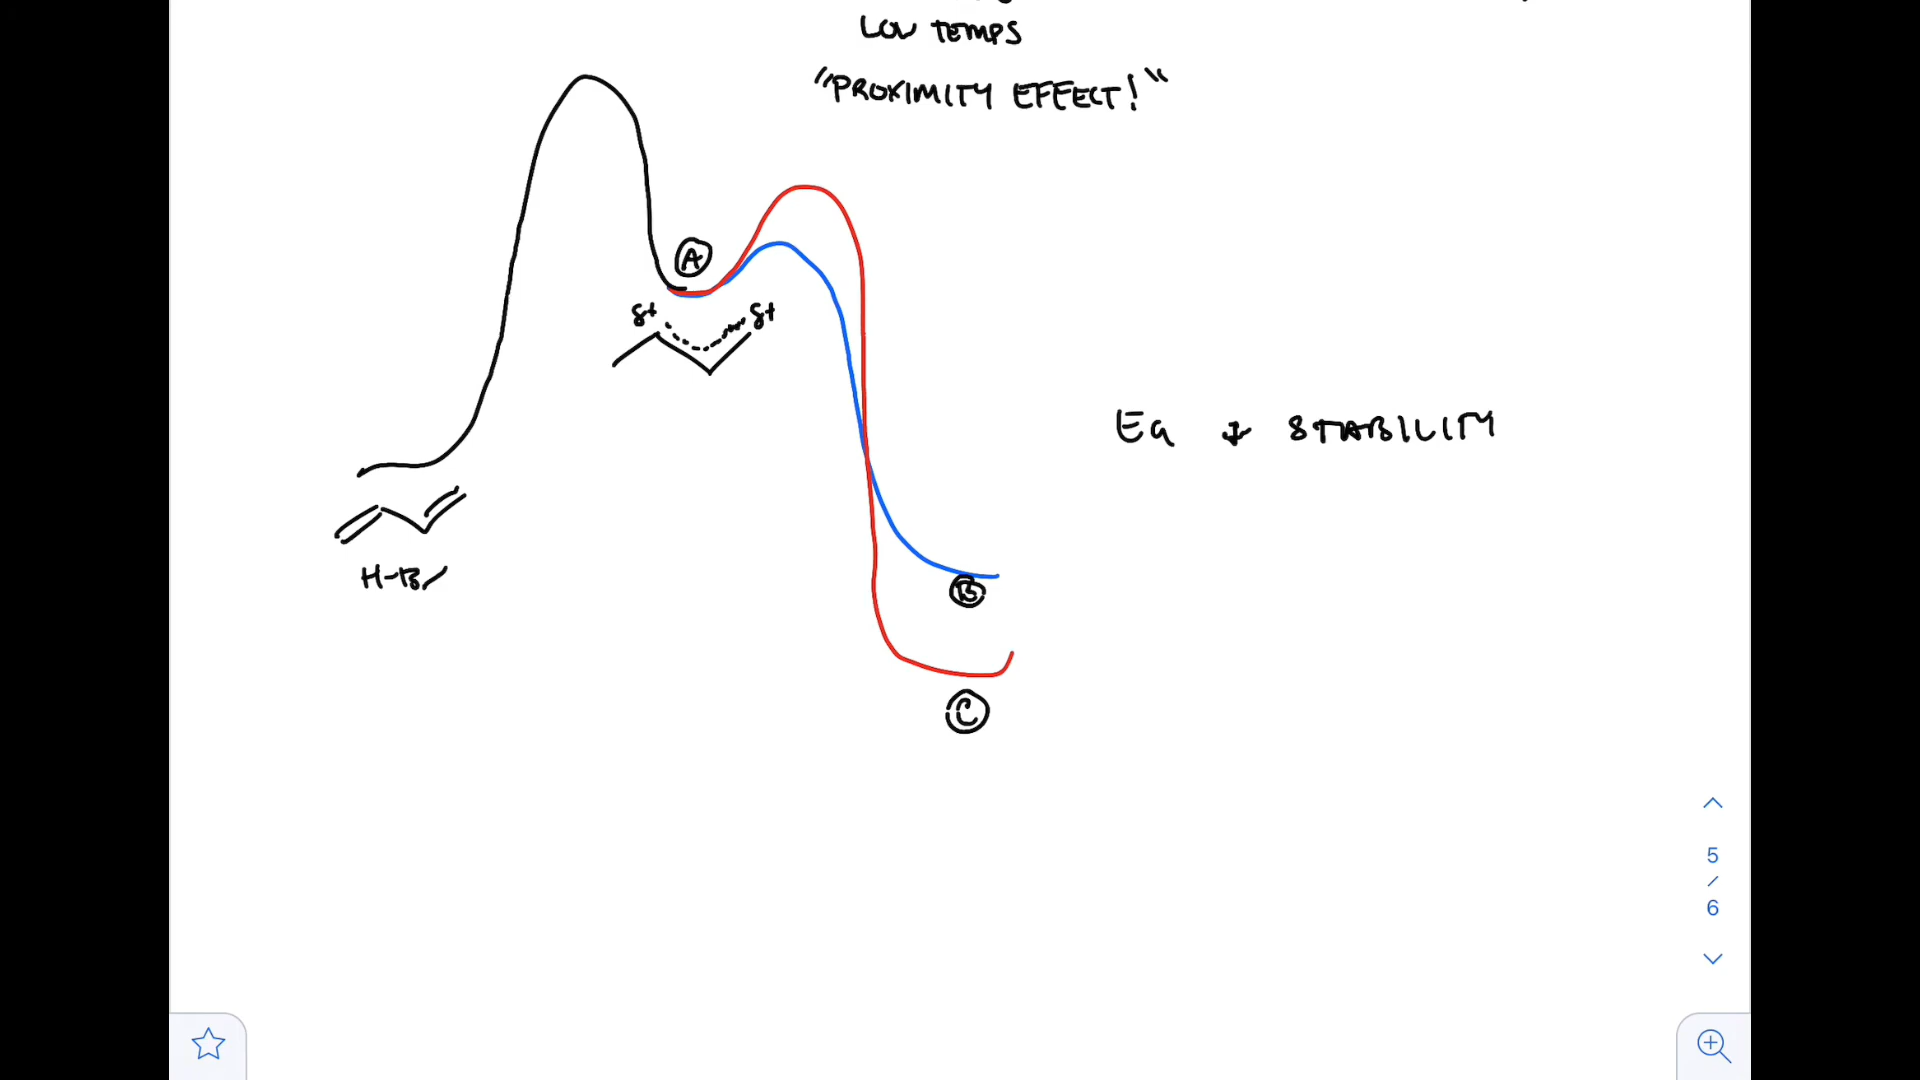 LOW TEMPS
"PROXIMITY EFFECT!"
A
δ+ δ+
Ea + STABILITY
H-Br
B
C
5
/
6